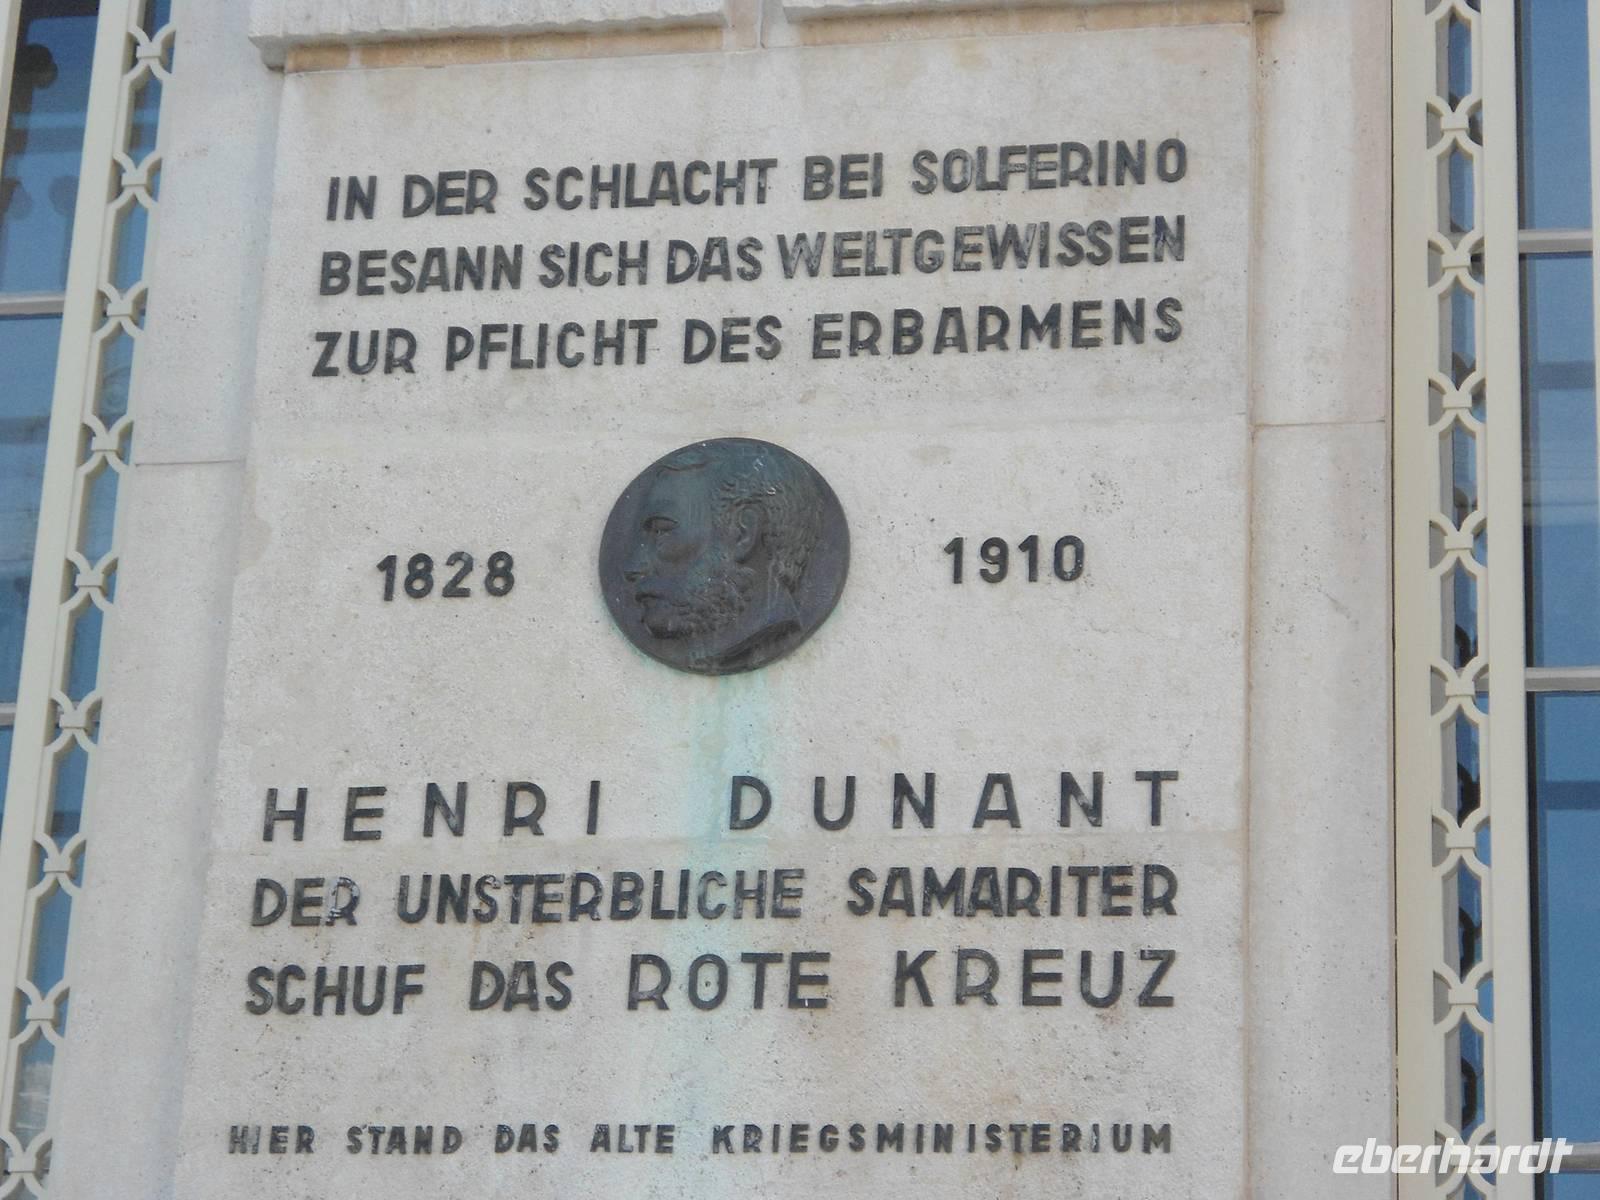 IN DER SCHLACHT BEI SOLFERINO
BESANN SICH DAS WELTGEWISSEN
ZUR PFLICHT DES ERBARMENS
1828 1910
HENRI DUNANT
DER UNSTERBLICHE SAMARITER
SCHUF DAS ROTE KREUZ
HIER STAND DAS ALTE KRIEGSMINISTERIUM
eberhardt